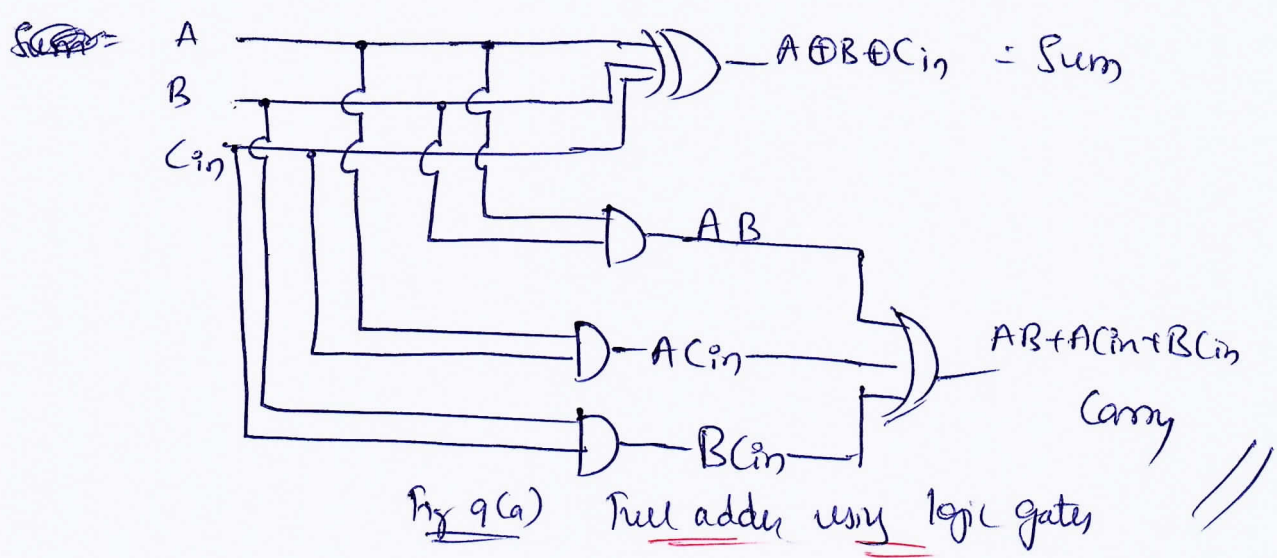 A
B
Cin
A⊕B⊕Cin = Sum
AB
ACin
BCin
AB+ACin+BCin
Carry
Fig 9(a) Full adder using logic gates